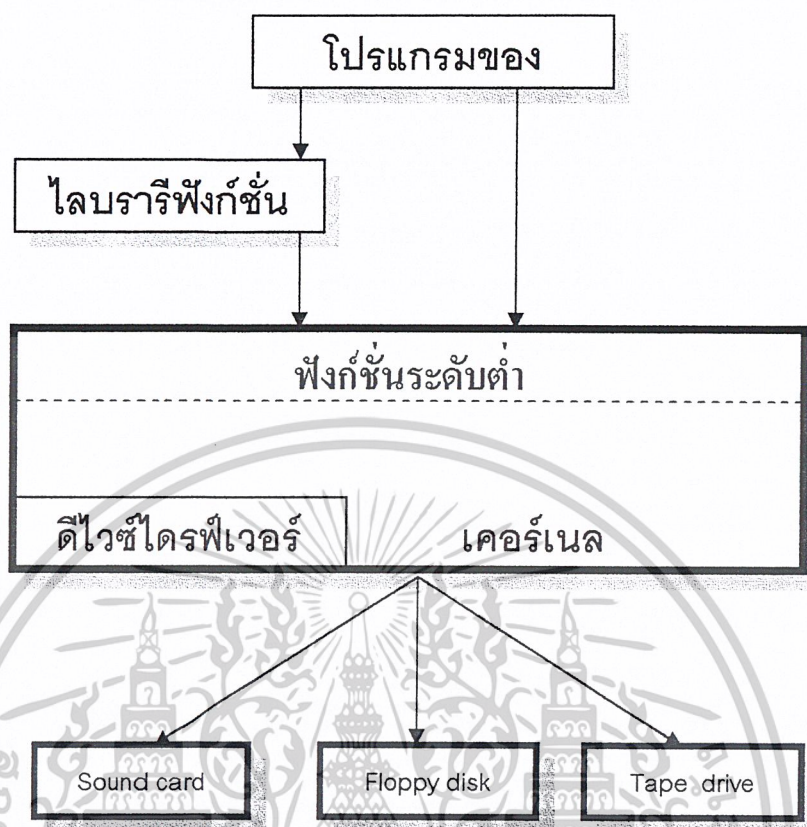 โปรแกรมของ
ไลบรารีฟังก์ชั่น
ฟังก์ชั่นระดับต่ำ
ดีไวซ์ไดรฟ์เวอร์ เคอร์เนล
Sound card Floppy disk Tape drive